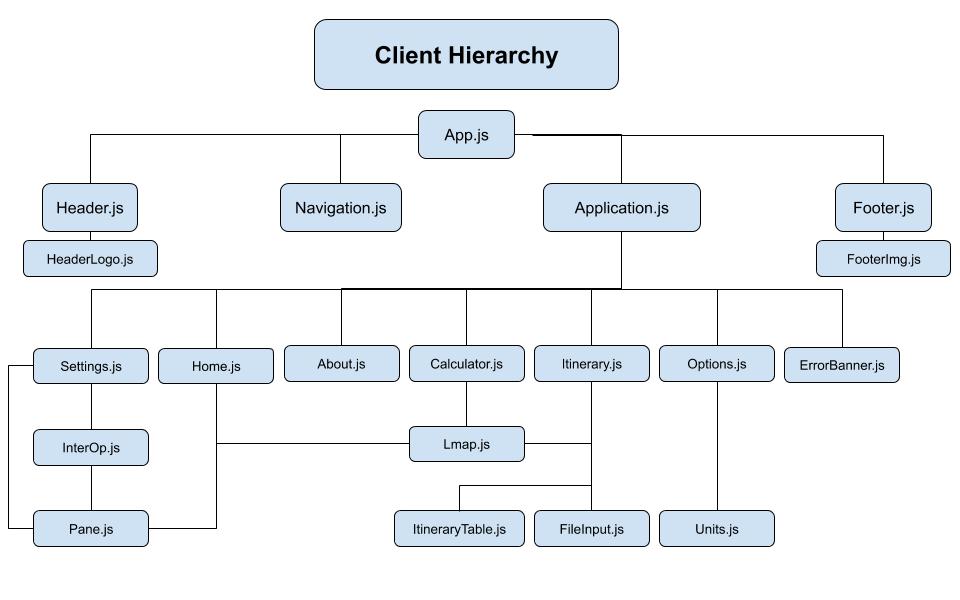 Client Hierarchy
App.js
Header.js
Navigation.js
Application.js
Footer.js
HeaderLogo.js
FooterImg.js
Settings.js
Home.js
About.js
Calculator.js
Itinerary.js
Options.js
ErrorBanner.js
InterOp.js
Lmap.js
Pane.js
ItineraryTable.js
FileInput.js
Units.js